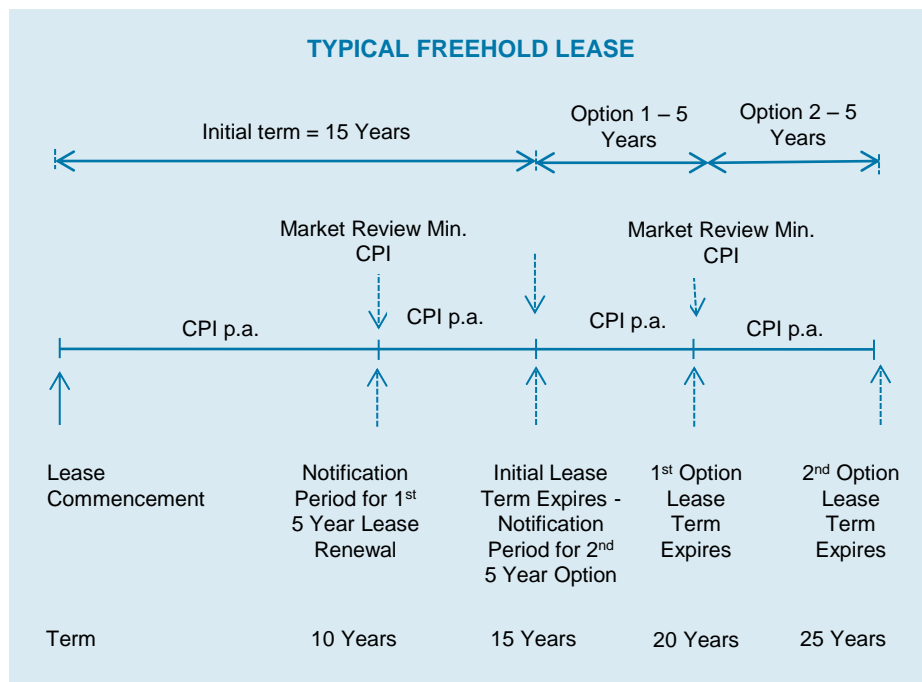 TYPICAL FREEHOLD LEASE
Initial term = 15 Years
Option 1 – 5
Years
Option 2 – 5
Years
Market Review Min.
CPI
Market Review Min.
CPI
CPI p.a.
CPI p.a.
CPI p.a.
CPI p.a.
Lease
Commencement
Notification
Period for 1st
5 Year Lease
Renewal
Initial Lease
Term Expires -
Notification
Period for 2nd
5 Year Option
1st Option
Lease
Term
Expires
2nd Option
Lease
Term
Expires
Term
10 Years
15 Years
20 Years
25 Years